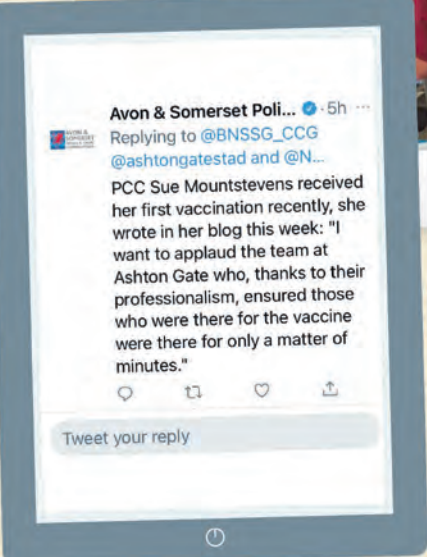 Avon & Somerset Poli... · 5h ...
Replying to @BNSSG_CCG
@ashtongatestad and @N...
PCC Sue Mountstevens received
her first vaccination recently, she
wrote in her blog this week: "I
want to applaud the team at
Ashton Gate who, thanks to their
professionalism, ensured those
who were there for the vaccine
were there for only a matter of
minutes."
Tweet your reply